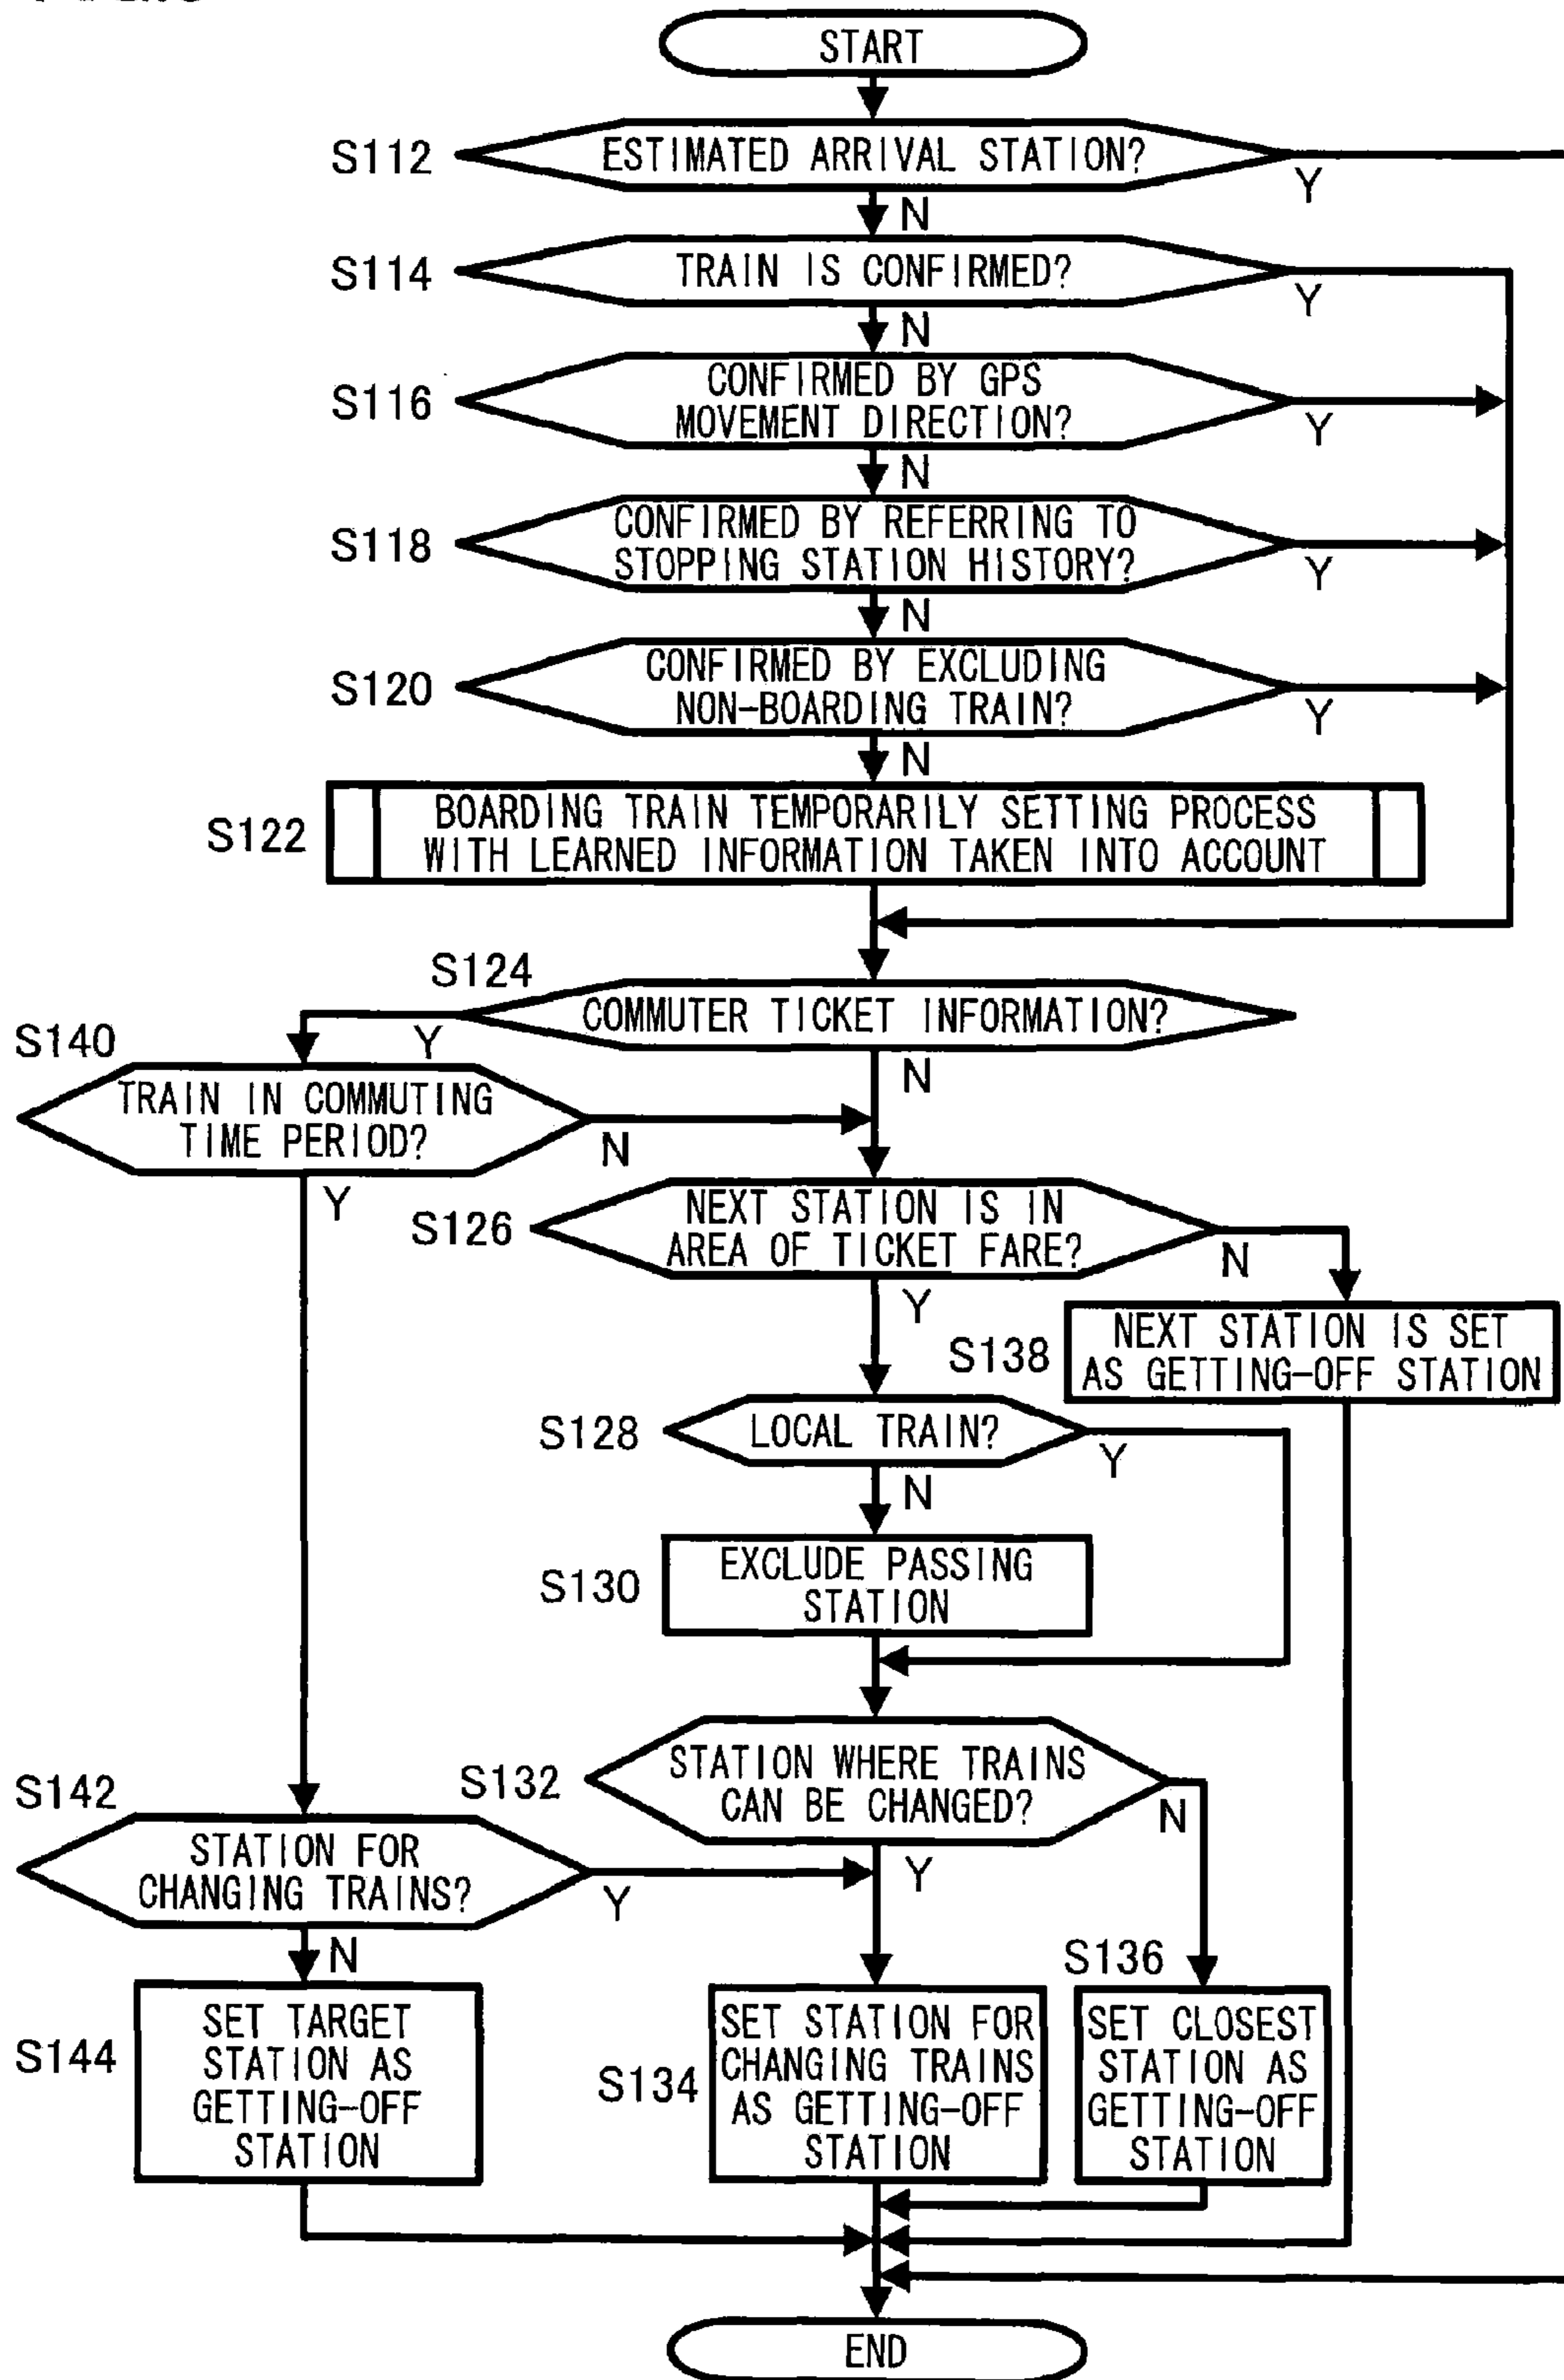 START
S112
ESTIMATED ARRIVAL STATION?
Y
N
S114
TRAIN IS CONFIRMED?
Y
N
S116
CONFIRMED BY GPS
MOVEMENT DIRECTION?
Y
N
S118
CONFIRMED BY REFERRING TO
STOPPING STATION HISTORY?
Y
N
S120
CONFIRMED BY EXCLUDING
NON-BOARDING TRAIN?
Y
N
S122
BOARDING TRAIN TEMPORARILY SETTING PROCESS
WITH LEARNED INFORMATION TAKEN INTO ACCOUNT
S124
COMMUTER TICKET INFORMATION?
Y
N
S140
TRAIN IN COMMUTING
TIME PERIOD?
N
Y
S126
NEXT STATION IS IN
AREA OF TICKET FARE?
N
Y
S138
NEXT STATION IS SET
AS GETTING-OFF STATION
S128
LOCAL TRAIN?
Y
N
S130
EXCLUDE PASSING
STATION
S132
STATION WHERE TRAINS
CAN BE CHANGED?
N
Y
S142
STATION FOR
CHANGING TRAINS?
Y
N
S144
SET TARGET
STATION AS
GETTING-OFF
STATION
S134
SET STATION FOR
CHANGING TRAINS
AS GETTING-OFF
STATION
S136
SET CLOSEST
STATION AS
GETTING-OFF
STATION
END